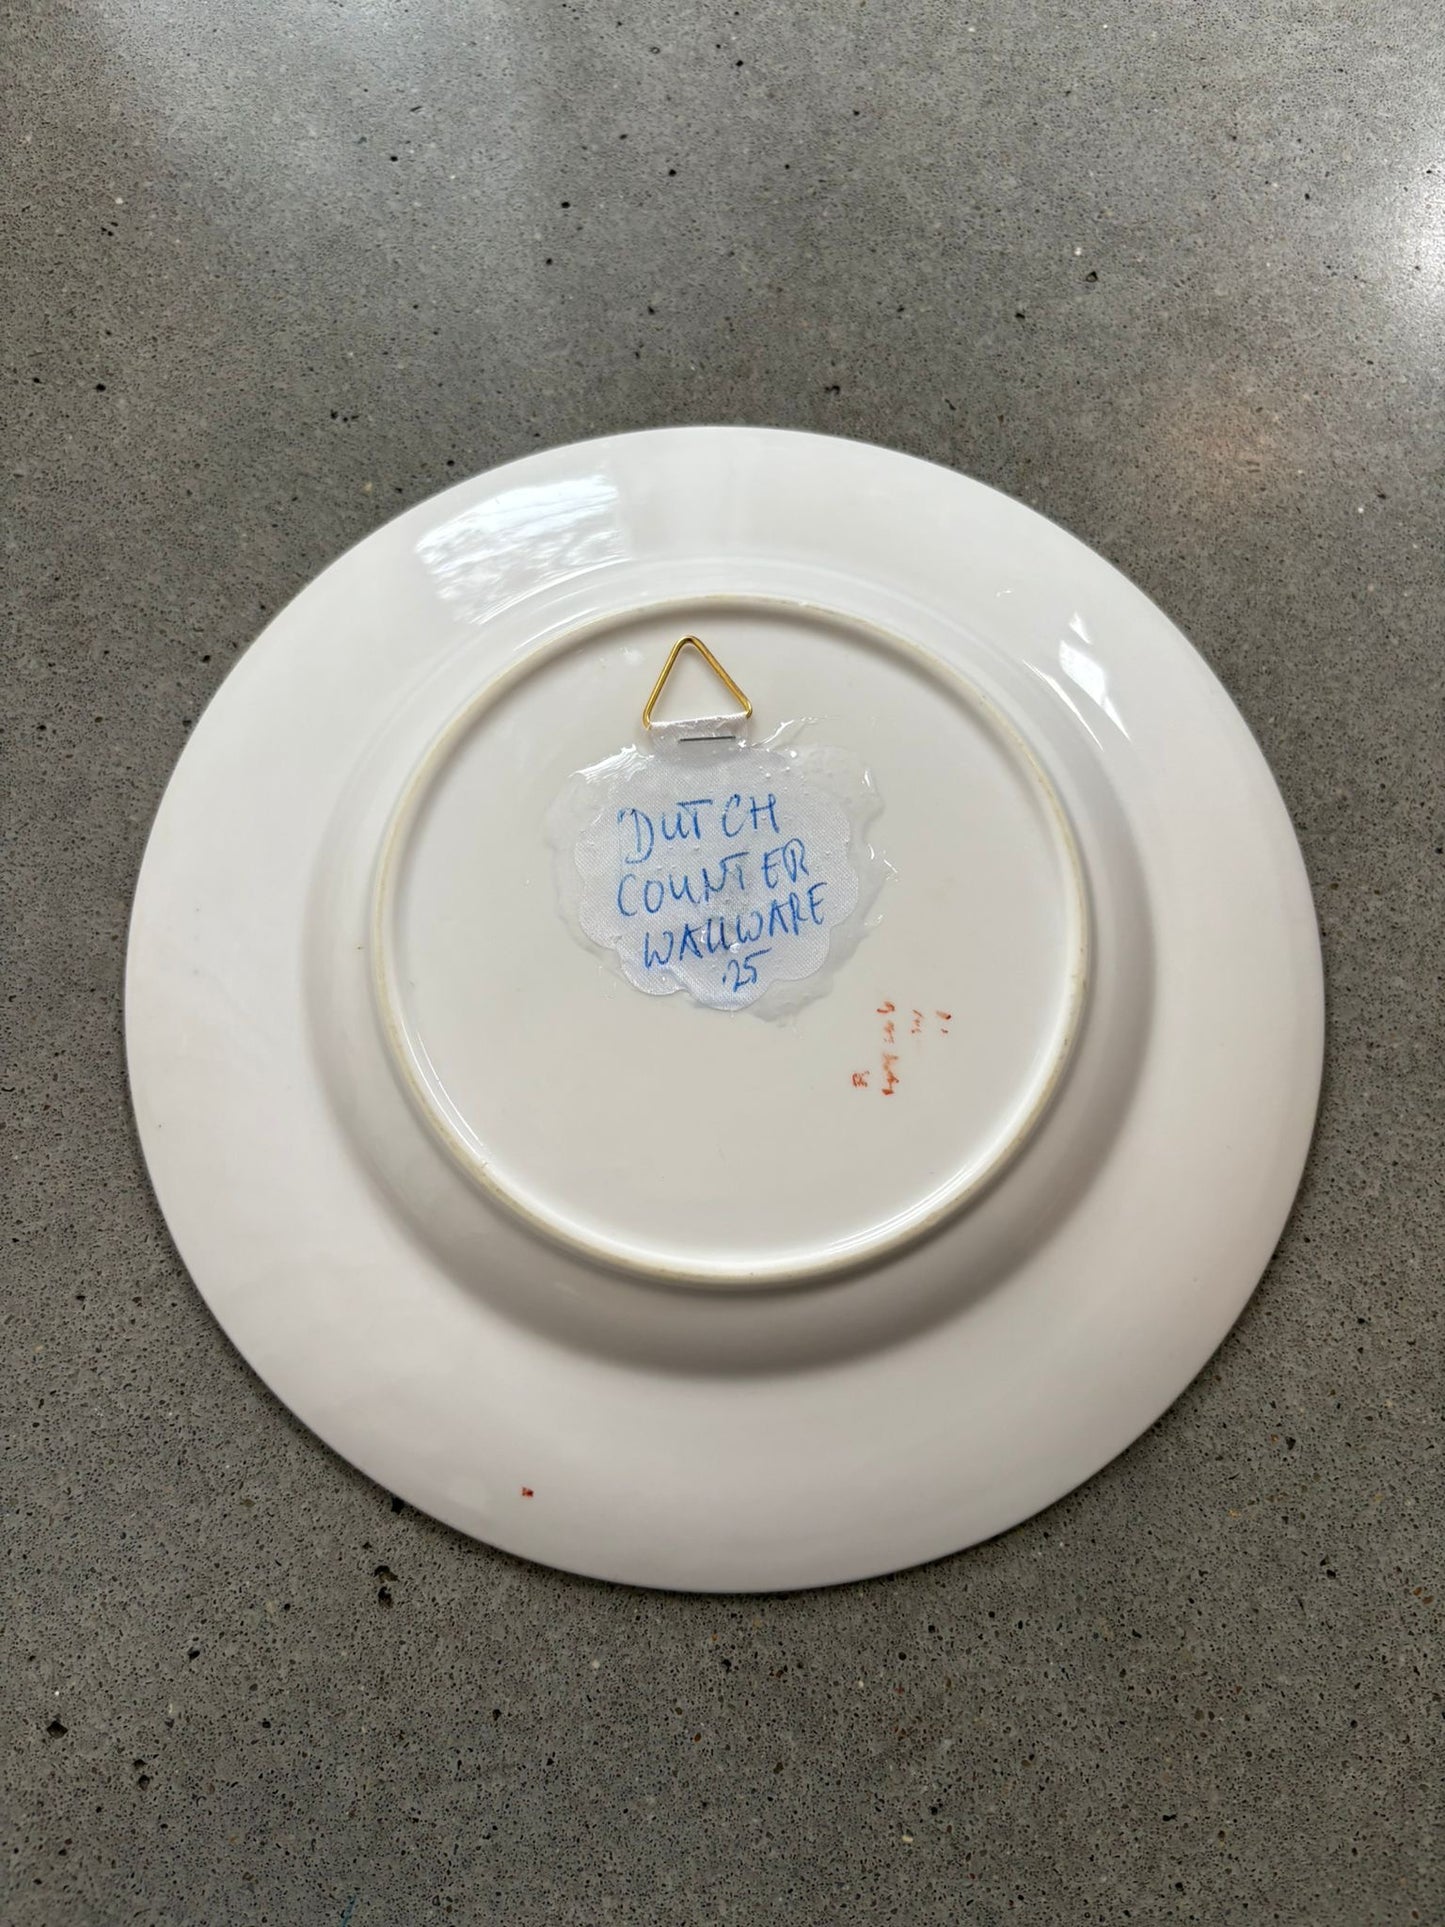 DUTCH
COUNTER
WALLWARE
.25